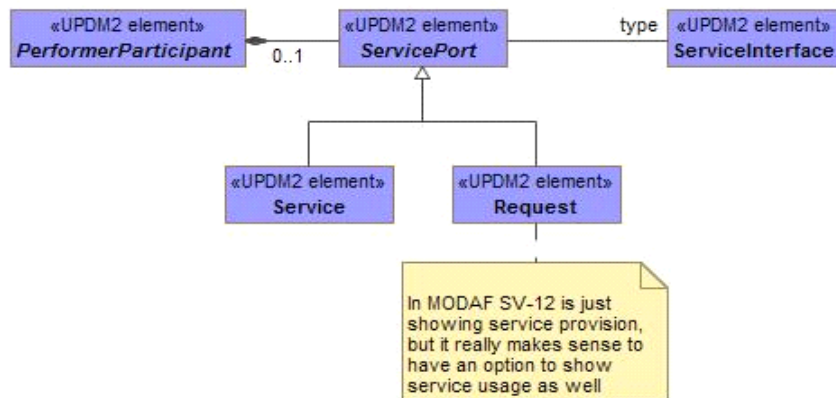 «UPDM2 element»
PerformerParticipant
0..1
«UPDM2 element»
ServicePort
type
«UPDM2 element»
ServiceInterface
«UPDM2 element»
Service
«UPDM2 element»
Request
In MODAF SV-12 is just
showing service provision,
but it really makes sense to
have an option to show
service usage as well